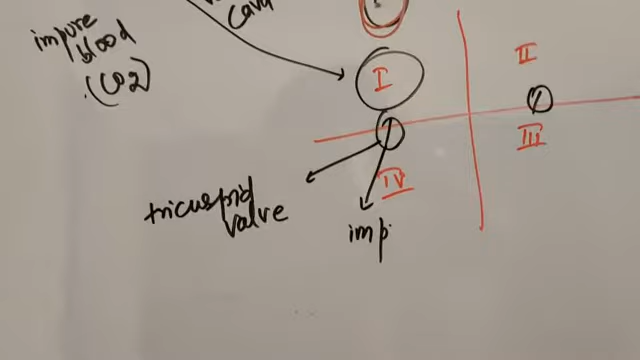 impure
blood
(CO2)
I
II
III
IV
tricuspid
valve
imp